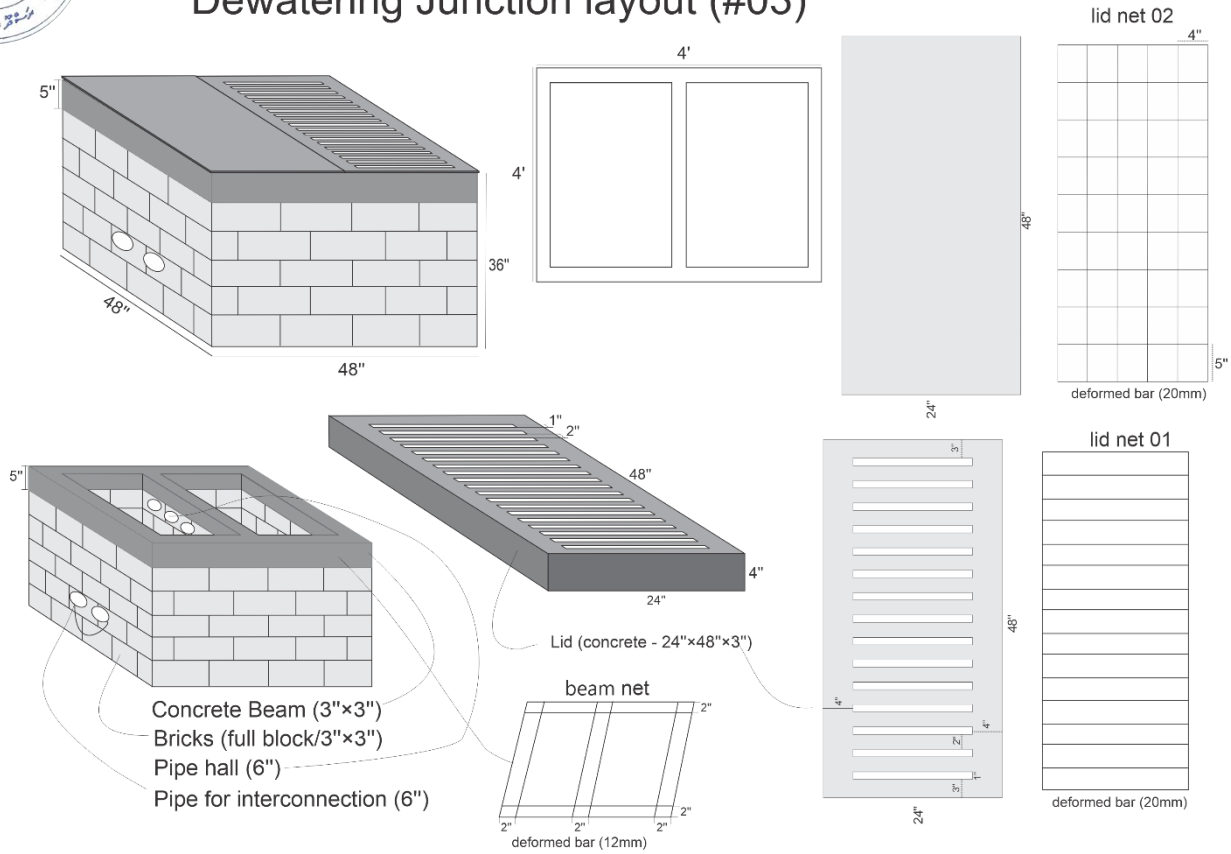 Dewatering Junction layout (#03)
5"
36"
48"
48"
4'
4'
48"
24"
lid net 02
4"
5"
deformed bar (20mm)
5"
1"
2"
48"
4"
24"
Lid (concrete - 24"×48"×3")
Concrete Beam (3"×3")
Bricks (full block/3"×3")
Pipe hall (6")
Pipe for interconnection (6")
beam net
2"
2"
2"
2"
2"
deformed bar (12mm)
3"
48"
4"
4"
2"
1"
3"
24"
lid net 01
deformed bar (20mm)